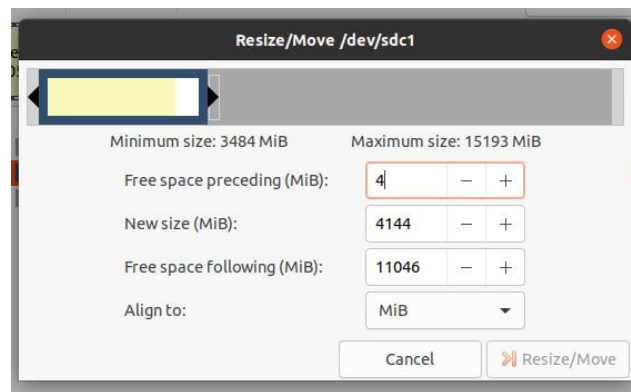 Resize/Move /dev/sdc1
Minimum size: 3484 MiB Maximum size: 15193 MiB
Free space preceding (MiB): 4
New size (MiB): 4144
Free space following (MiB): 11046
Align to: MiB
Cancel Resize/Move